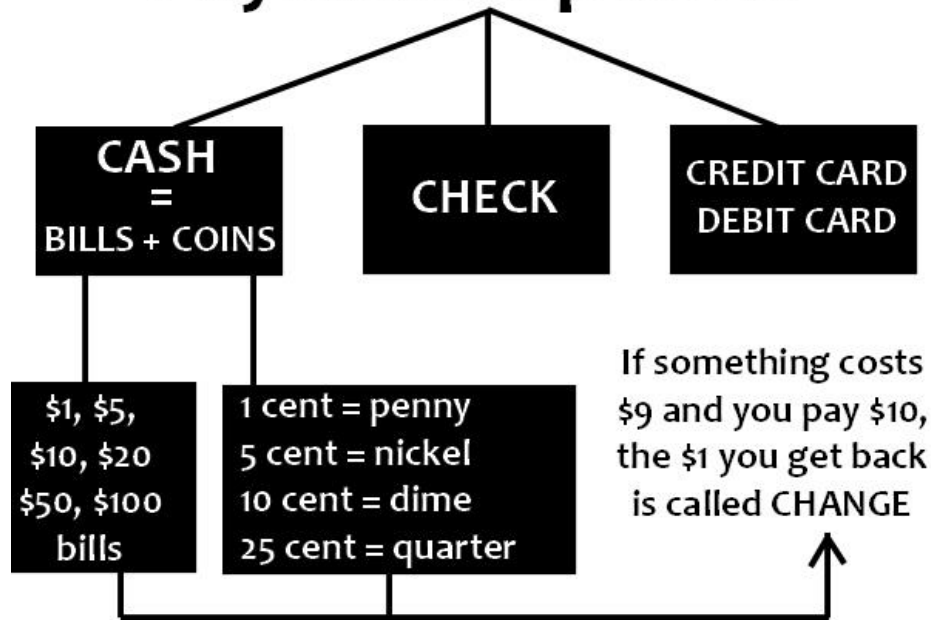 CASH
=
BILLS + COINS
CHECK
CREDIT CARD
DEBIT CARD
$1, $5,
$10, $20
$50, $100
bills
1 cent = penny
5 cent = nickel
10 cent = dime
25 cent = quarter
If something costs
$9 and you pay $10,
the $1 you get back
is called CHANGE